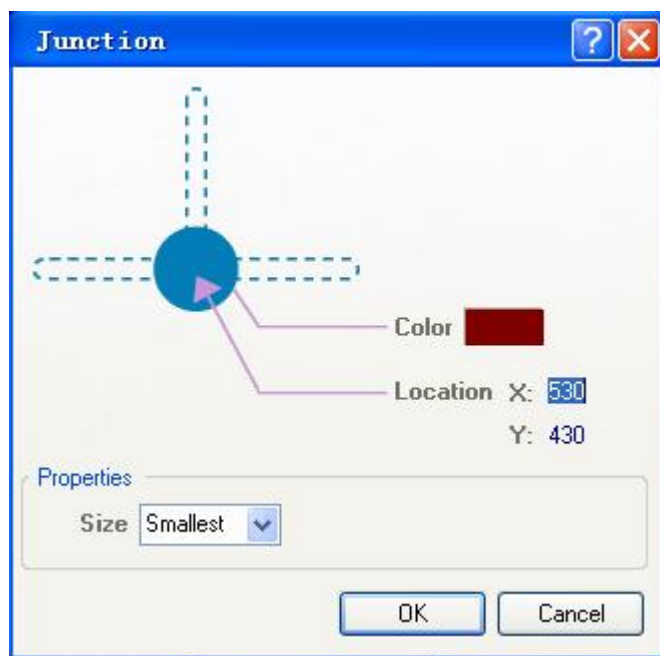 Junction
Color
Location X: 530
Y: 430
Properties
Size Smallest
OK Cancel